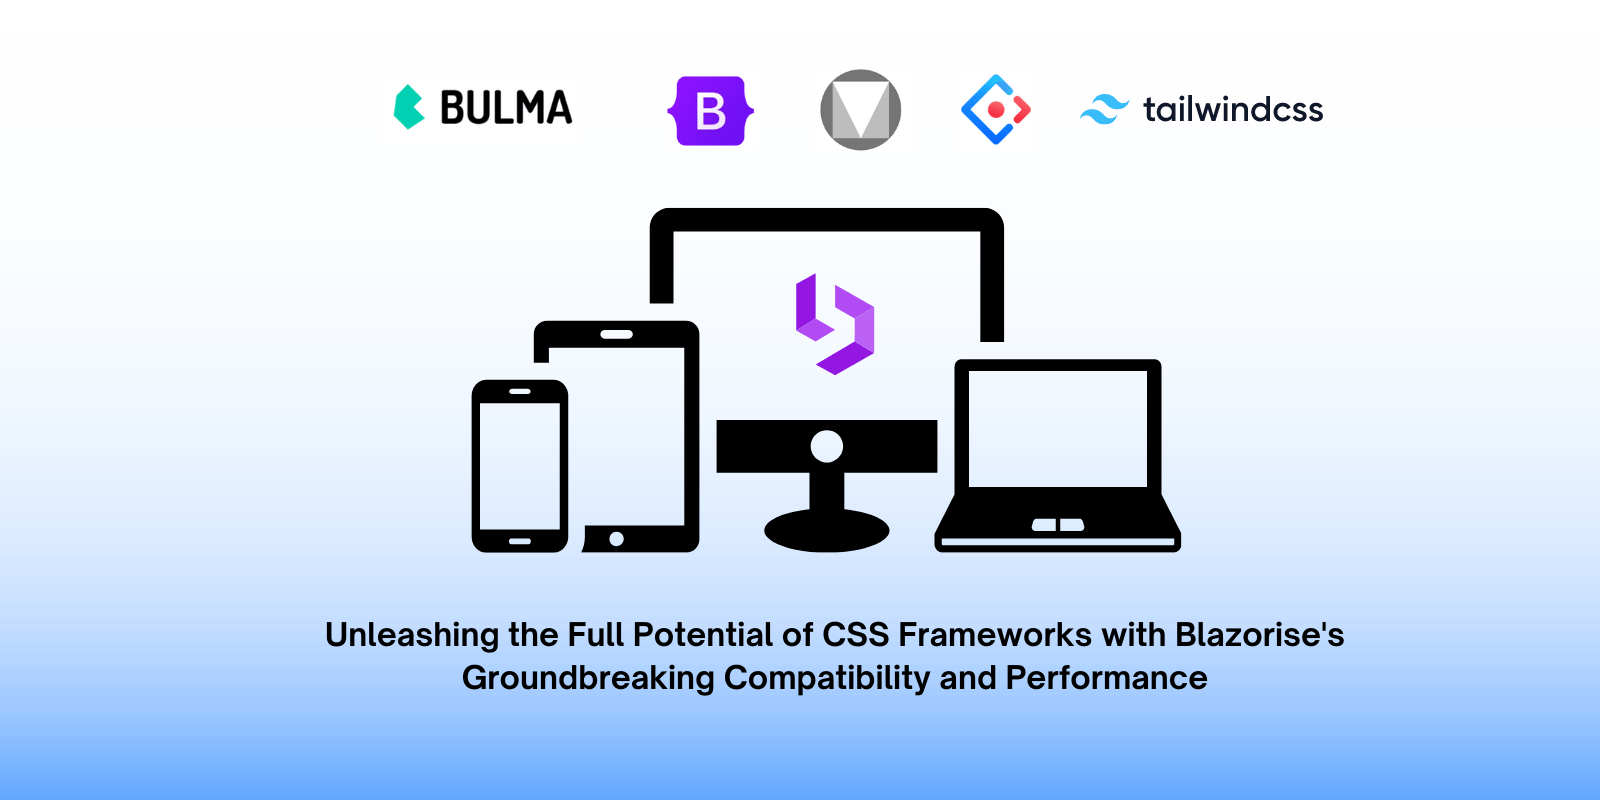 BULMA
B
tailwindcss
Unleashing the Full Potential of CSS Frameworks with Blazorise's
Groundbreaking Compatibility and Performance